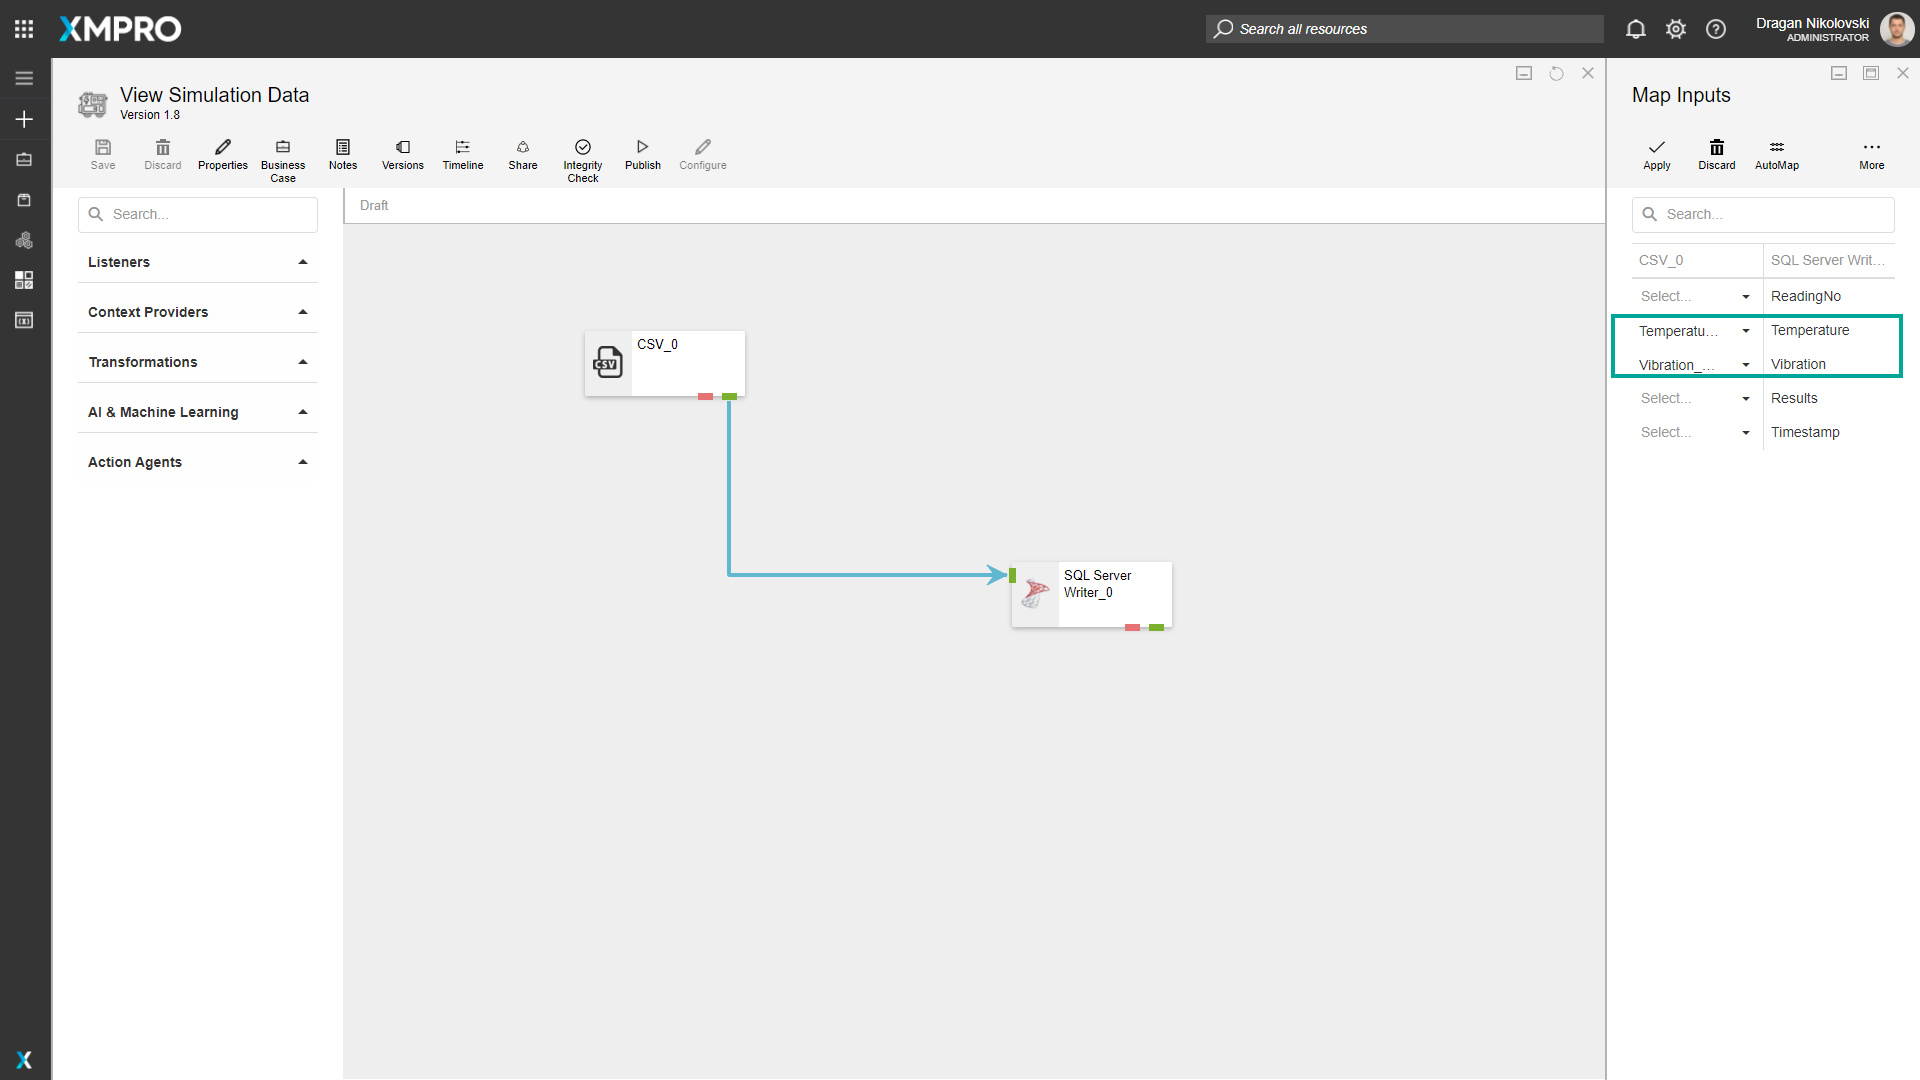 XMPRO
Search all resources
Dragan Nikolovski
ADMINISTRATOR
View Simulation Data
Version 1.8
Save
Discard
Properties
Business
Case
Notes
Versions
Timeline
Share
Integrity
Check
Publish
Configure
Search...
Listeners
Context Providers
Transformations
AI & Machine Learning
Action Agents
Draft
CSV_0
CSV
SQL Server
Writer_0
Map Inputs
Apply
Discard
AutoMap
More
Search...
CSV_0 SQL Server Writ...
Select... ReadingNo
Temperatu... Temperature
Vibration_... Vibration
Select... Results
Select... Timestamp